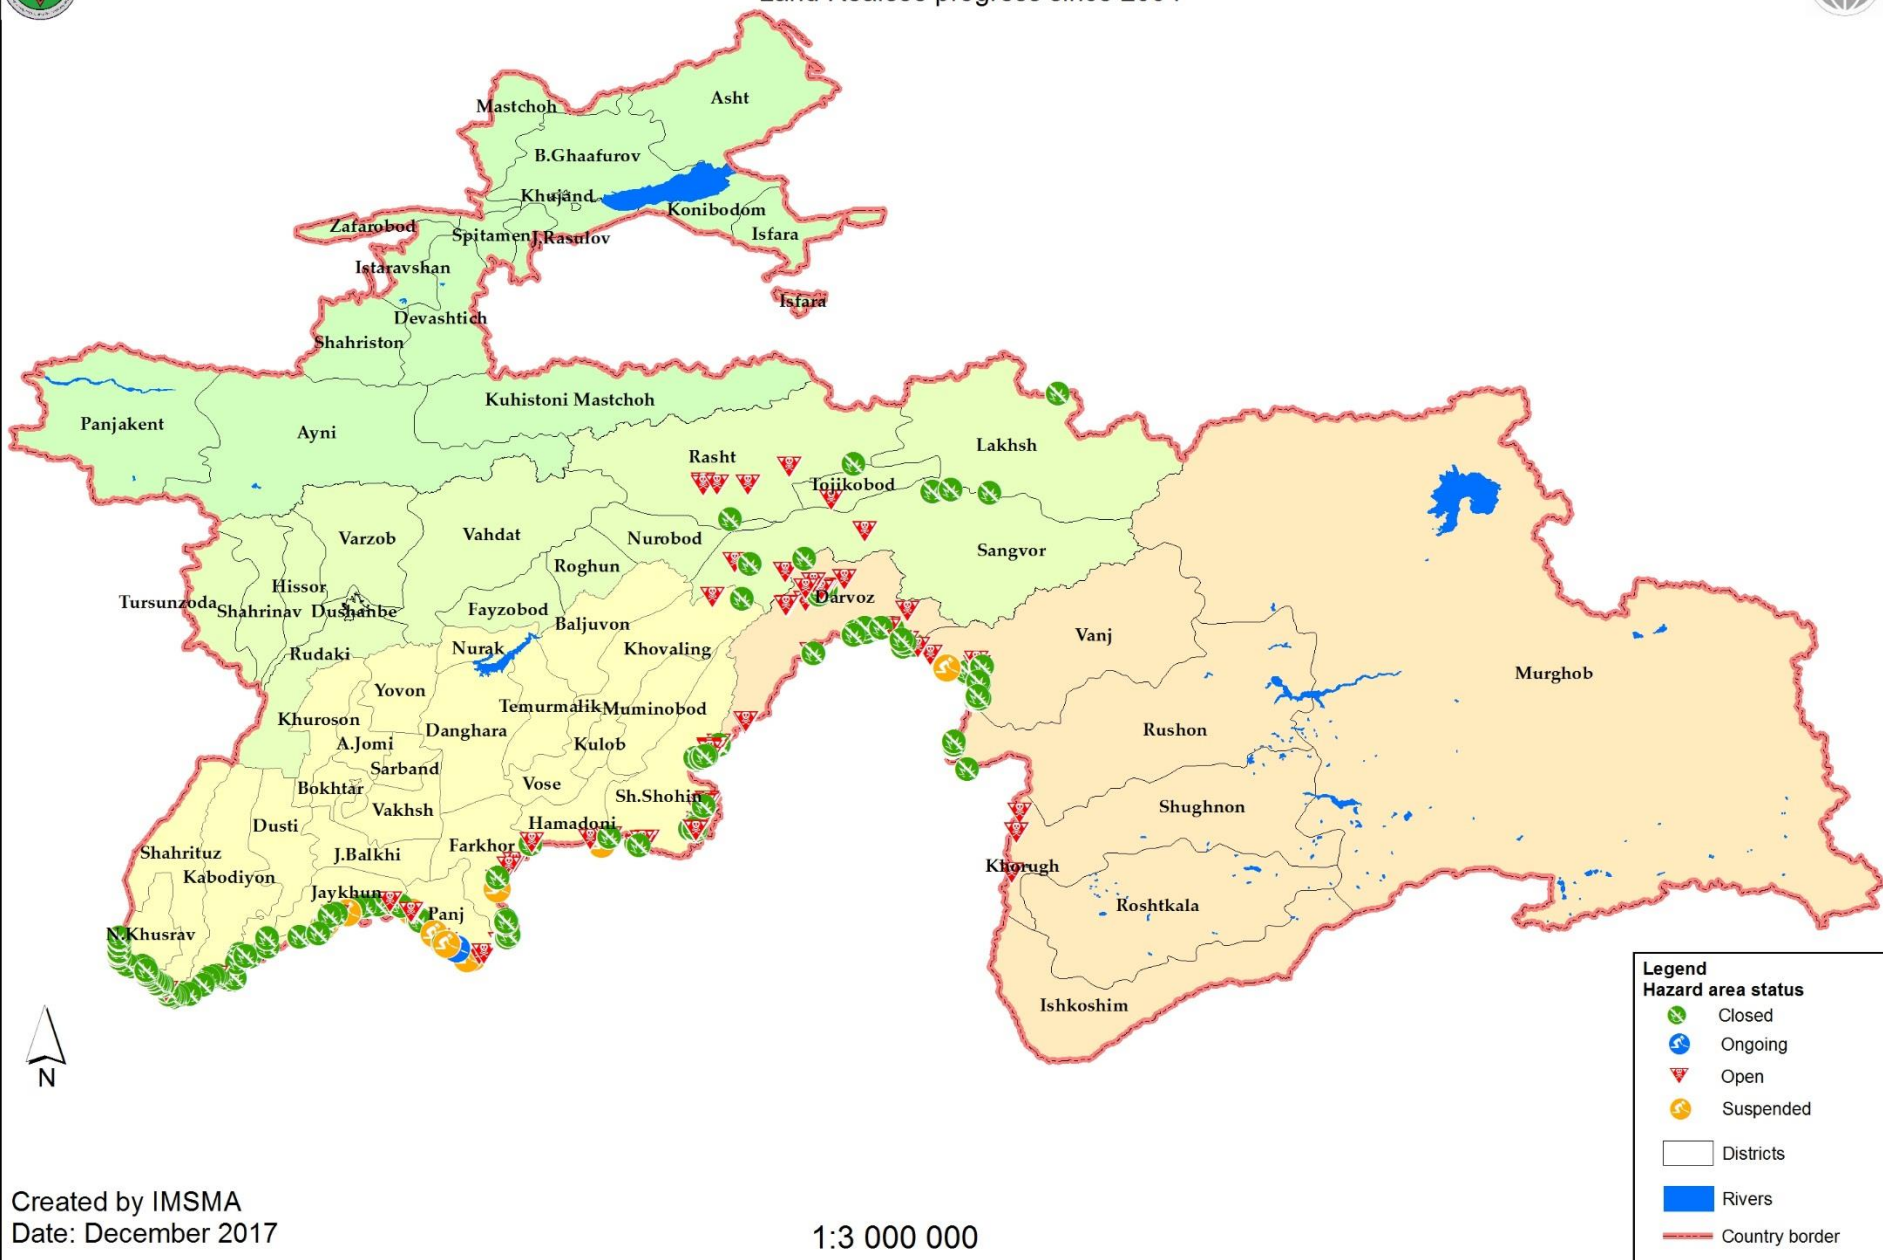 Asht
Mastchoh
B.Ghaafurov
Khujand
Konibodom
Zafarobod
Spitamen
J.Rasulov
Isfara
Istaravshan
Isfara
Devashtich
Shahriston
Kuhistoni Mastchoh
Panjakent
Ayni
Lakhsh
Rasht
Tojikobod
Varzob
Vahdat
Nurobod
Sangvor
Roghun
Hissor
Tursunzoda
Shahrinav
Dushanbe
Fayzobod
Darvoz
Baljuvon
Vanj
Nurak
Khovaling
Rudaki
Murghob
Yovon
Temurmalik
Muminobod
Khuroson
Danghara
Rushon
A.Jomi
Kulob
Sarband
Bokhtar
Vose
Sh.Shohin
Vakhsh
Shughnon
Dusti
Hamadoni
Farkhor
Shahrituz
J.Balkhi
Khorugh
Kabodiyon
Jaykhun
Roshtkala
Panj
N.Khusrav
Ishkoshim
N
Legend
Hazard area status
Closed
Ongoing
Open
Suspended
Districts
Rivers
Country border
Created by IMSMA
Date: December 2017
1:3 000 000